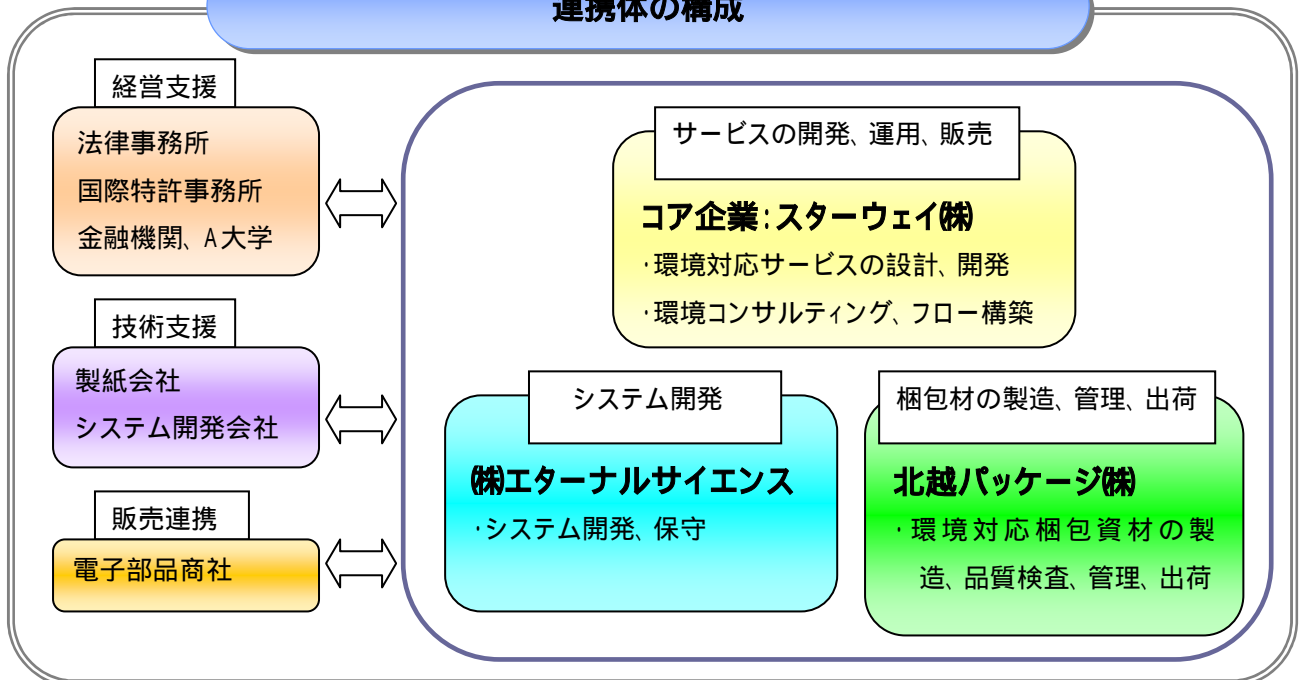 連携体の構成
経営支援
法律事務所
国際特許事務所
金融機関、A大学
技術支援
製紙会社
システム開発会社
販売連携
電子部品商社
サービスの開発、運用、販売
コア企業:スターウェイ㈱
・環境対応サービスの設計、開発
・環境コンサルティング、フロー構築
システム開発
㈱エターナルサイエンス
・システム開発、保守
梱包材の製造、管理、出荷
北越パッケージ㈱
・環境対応梱包資材の製
造、品質検査、管理、出荷